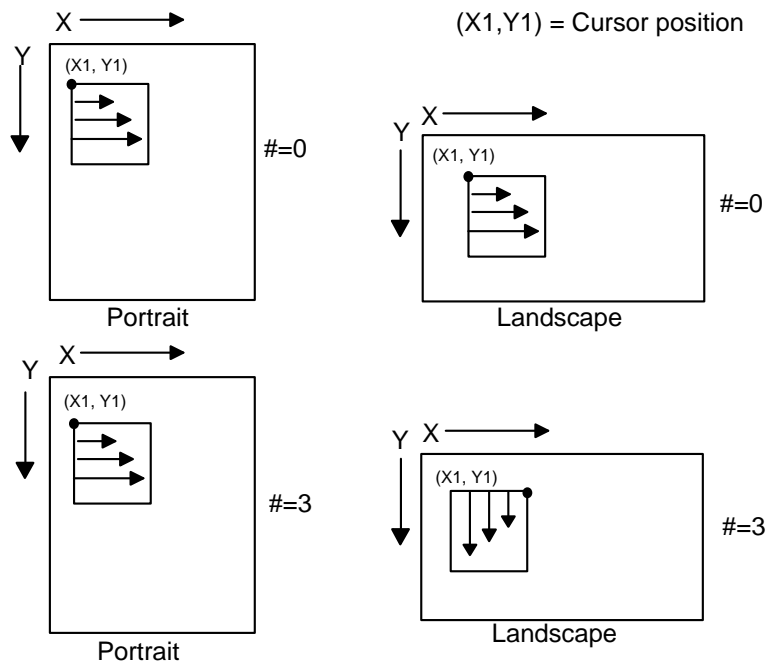 X
(X1,Y1) = Cursor position
Y
(X1, Y1)
#=0
Portrait
X
Y
(X1, Y1)
#=0
Landscape
X
Y
(X1, Y1)
#=3
Portrait
X
Y
(X1, Y1)
#=3
Landscape